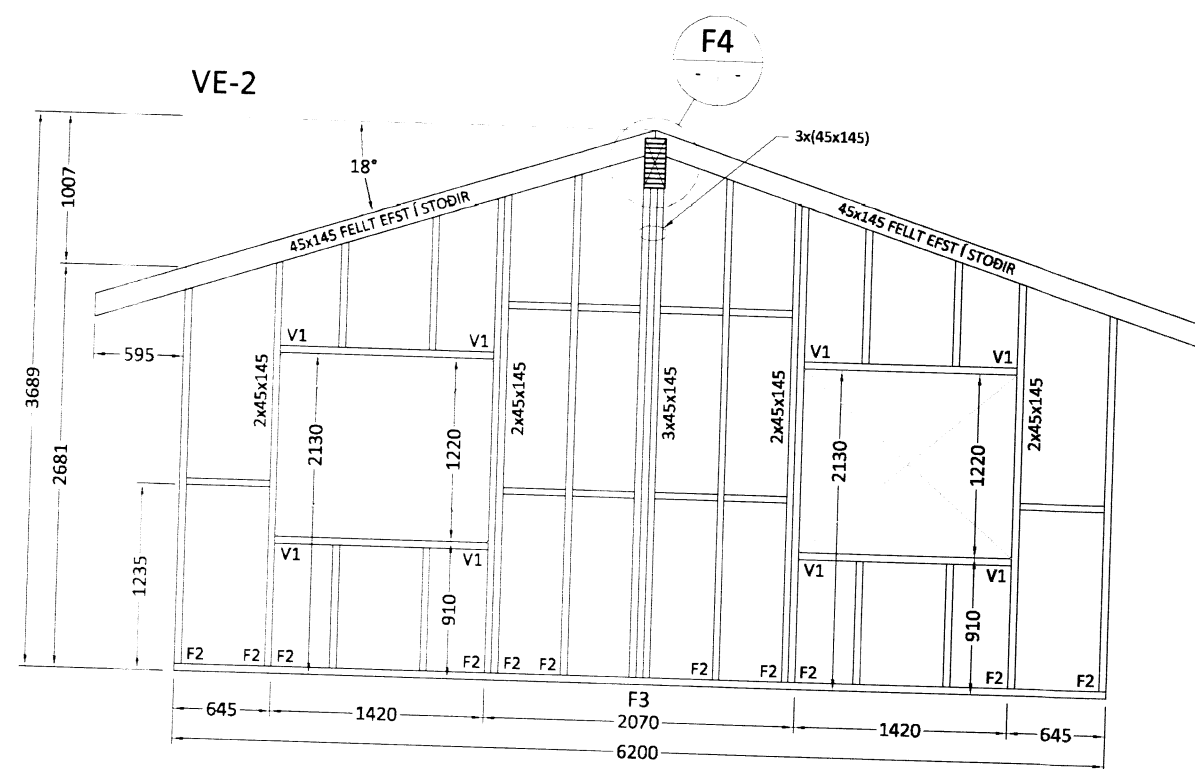 F4
- -
VE-2
3x(45x145)
18°
1007
45x145 FELLT EFST Í STOÐIR
45x145 FELLT EFST Í STOÐIR
595
3689
2681
V1
V1
V1
V1
2x45x145
2x45x145
3x45x145
2x45x145
2x45x145
2130
1220
2130
1220
1235
V1
V1
V1
V1
910
910
F2
F2
F2
F2
F2
F2
F2
F2
F2
F2
F2
F3
645
1420
2070
1420
645
6200